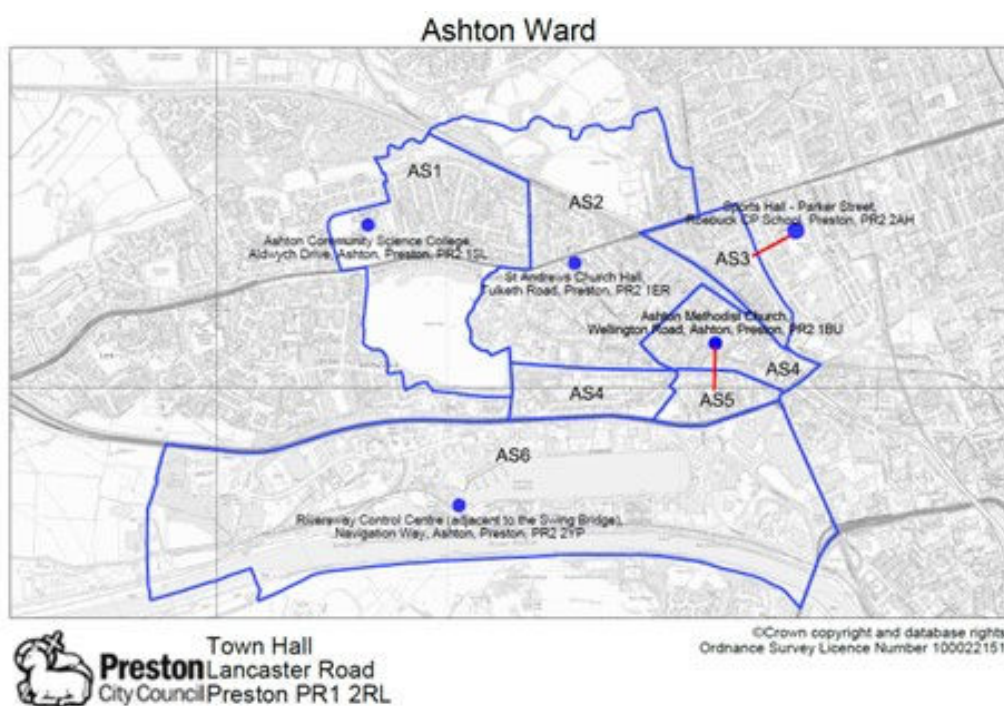 Ashton Ward
AS1
AS2
Sports Hall - Parker Street,
Roebuck CP School, Preston, PR2 2AH
Ashton Community Science College,
Aldwych Drive, Ashton, Preston, PR2 1SL
AS3
St Andrews Church Hall,
Tulketh Road, Preston, PR2 1ER
Ashton Methodist Church,
Wellington Road, Ashton, Preston, PR2 1BU
AS4
AS4
AS5
AS6
Riversway Control Centre (adjacent to the Swing Bridge),
Navigation Way, Ashton, Preston, PR2 2YP
©Crown copyright and database rights
Ordnance Survey Licence Number 100022151
Preston
City Council
Town Hall
Lancaster Road
Preston PR1 2RL